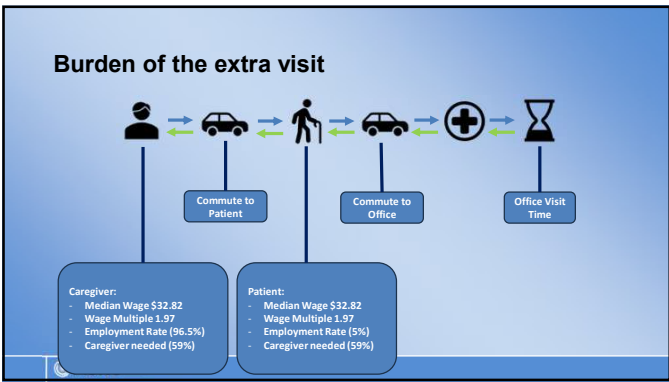 Burden of the extra visit
Commute to
Patient
Commute to
Office
Office Visit
Time
Caregiver:
- Median Wage $32.82
- Wage Multiple 1.97
- Employment Rate (96.5%)
- Caregiver needed (59%)
Patient:
- Median Wage $32.82
- Wage Multiple 1.97
- Employment Rate (5%)
- Caregiver needed (59%)